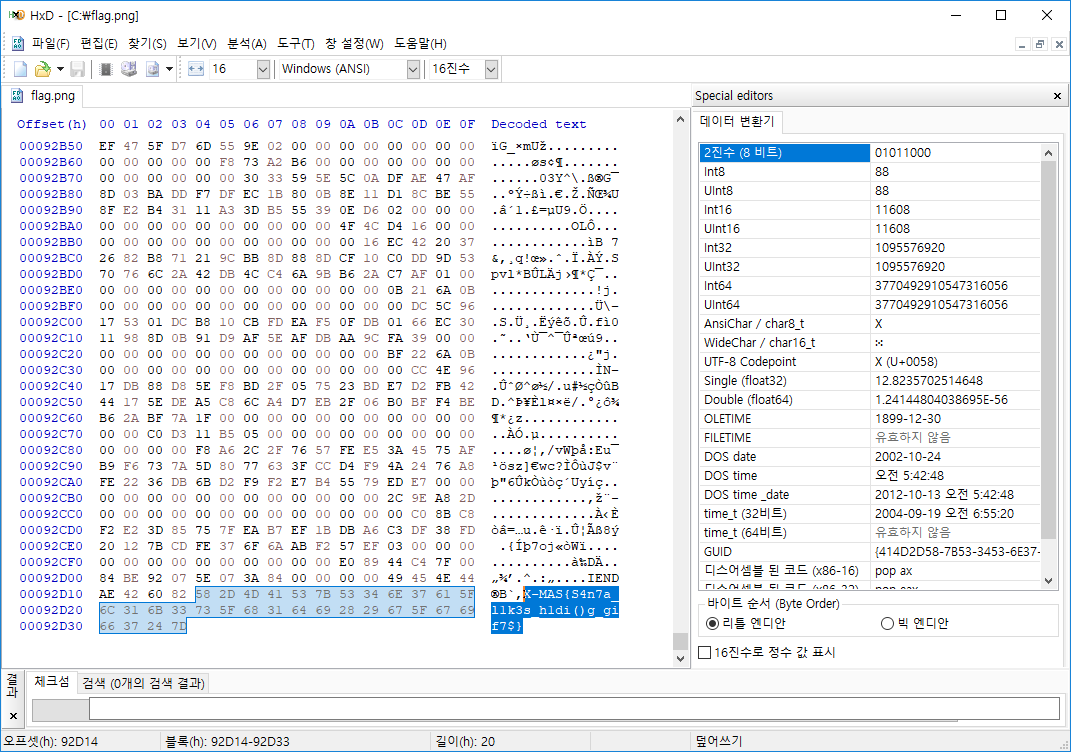 HxD - [C:₩flag.png]
파일(F) 편집(E) 찾기(S) 보기(V) 분석(A) 도구(T) 창 설정(W) 도움말(H)
16 Windows (ANSI) 16진수
flag.png
Offset(h) 00 01 02 03 04 05 06 07 08 09 0A 0B 0C 0D 0E 0F Decoded text
00092B50 EF 47 5F D7 6D 55 9E 02 00 00 00 00 00 00 00 00 ïG_×mUž.........
00092B60 00 00 00 00 00 F8 73 A2 B6 00 00 00 00 00 00 00 .....øs¢¶.......
00092B70 00 00 00 00 00 00 30 33 59 5E 5C 0A DF AE 47 AF ......03Y^\.ß®G¯
00092B80 8D 03 BA DD F7 DF EC 1B 80 0B 8E 11 D1 8C BE 55 ..ºÝ÷ßì.€.Ž.ÑŒ¾U
00092B90 8F E2 B4 31 11 A3 3D B5 55 39 0E D6 02 00 00 00 .â´1.£=µU9.Ö....
00092BA0 00 00 00 00 00 00 00 00 00 00 4F 4C D4 16 00 00 ..........OLÔ...
00092BB0 00 00 00 00 00 00 00 00 00 00 00 16 EC 42 20 37 ............ìB 7
00092BC0 26 82 B8 71 21 9C BB 8D 88 8D CF 10 C0 DD 9D 53 &‚¸q!œ».ˆ.Ï.ÀÝ.S
00092BD0 70 76 6C 2A 42 DB 4C C4 6A 9B B6 2A C7 AF 01 00 pvl*BÛLÄj›¶*Ç¯..
00092BE0 00 00 00 00 00 00 00 00 00 00 00 00 0B 21 6A 0B .............!j.
00092BF0 00 00 00 00 00 00 00 00 00 00 00 00 00 DC 5C 96 .............Ü\–
00092C00 17 53 01 DC B8 10 CB FD EA F5 0F DB 01 66 EC 30 .S.Ü¸.Ëýêõ.Û.fì0
00092C10 11 98 8D 0B 91 D9 AF 5E AF DB AA 9C FA 39 00 00 .˜..‘Ù¯^¯Ûªœú9..
00092C20 00 00 00 00 00 00 00 00 00 00 00 00 BF 22 6A 0B ............¿"j.
00092C30 00 00 00 00 00 00 00 00 00 00 00 00 00 CC 4E 96 .............ÌN–
00092C40 17 DB 88 D8 5E F8 BD 2F 05 75 23 BD E7 D2 FB 42 .ÛˆØ^ø½/.u#½çÒûB
00092C50 44 17 5E DE A5 C8 6C A4 D7 EB 2F 06 B0 BF F4 BE D.^Þ¥Èl¤×ë/.°¿ô¾
00092C60 B6 2A BF 7A 1F 00 00 00 00 00 00 00 00 00 00 00 ¶*¿z............
00092C70 00 00 C0 D3 11 B5 05 00 00 00 00 00 00 00 00 00 ..ÀÓ.µ..........
00092C80 00 00 00 00 F8 A6 2C 2F 76 57 FE E5 3A 45 75 AF ....ø¦,/vWþå:Eu¯
00092C90 B9 F6 73 7A 5D 80 77 63 3F CC D4 F9 4A 24 76 A8 ¹ösz]€wc?ÌÔùJ$v¨
00092CA0 FE 22 36 DB 6B D2 F9 F2 E7 B4 55 79 ED E7 00 00 þ"6ÛkÒùòç´Uyíç..
00092CB0 00 00 00 00 00 00 00 00 00 00 00 00 2C 9E A8 2D ............,ž¨-
00092CC0 00 00 00 00 00 00 00 00 00 00 00 00 00 C0 8B C8 .............À‹È
00092CD0 F2 E2 3D 85 75 7F EA B7 EF 1B DB A6 C3 DF 38 FD òâ=…u.ê·ï.Û¦Ãß8ý
00092CE0 20 12 7B CD FE 37 6F 6A AB F2 57 EF 03 00 00 00 .{Íþ7oj«òWï....
00092CF0 00 00 00 00 00 00 00 00 00 00 E0 89 44 C4 7F 00 ..........à‰DÄ..
00092D00 84 BE 92 07 5E 07 3A 84 00 00 00 00 49 45 4E 44 „¾’.^.:„....IEND
00092D10 AE 42 60 82 58 2D 4D 41 53 7B 53 34 6E 37 61 5F ®B`‚X-MAS{S4n7a_
00092D20 6C 31 6B 33 73 5F 68 31 64 69 28 29 67 5F 67 69 l1k3s_h1di()g_gi
00092D30 66 37 24 7D f7$}
Special editors
데이터 변환기
2진수 (8 비트) 01011000
Int8 88
UInt8 88
Int16 11608
UInt16 11608
Int32 1095576920
UInt32 1095576920
Int64 3770492910547316056
UInt64 3770492910547316056
AnsiChar / char8_t X
WideChar / char16_t
UTF-8 Codepoint X (U+0058)
Single (float32) 12.8235702514648
Double (float64) 1.24144804038695E-56
OLETIME 1899-12-30
FILETIME 유효하지 않음
DOS date 2002-10-24
DOS time 오전 5:42:48
DOS time _date 2012-10-13 오전 5:42:48
time_t (32비트) 2004-09-19 오전 6:55:20
time_t (64비트) 유효하지 않음
GUID {414D2D58-7B53-3453-6E37-
디스어셈블 된 코드 (x86-16) pop ax
디스어셈블 된 코드 (x86-32) pop eax
바이트 순서 (Byte Order)
리틀 엔디안 빅 엔디안
16진수로 정수 값 표시
결과
체크섬 검색 (0개의 검색 결과)
오프셋(h): 92D14 블록(h): 92D14-92D33 길이(h): 20 덮어쓰기